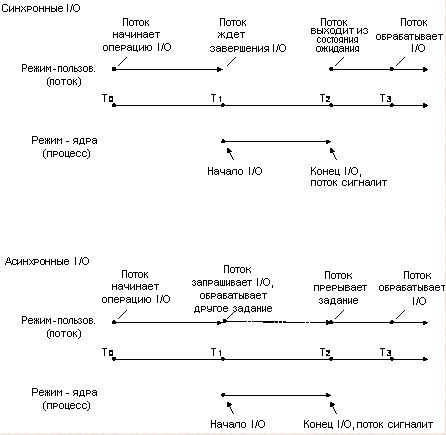 Синхронные I/O
Поток
начинает
операцию I/O
Поток
ждет
завершения I/O
Поток
выходит из
состояния
ожидания
Поток
обрабатывает
I/O
Режим-пользов.
(поток)
T0
T1
T2
T3
Режим - ядра
(процесс)
Начало I/O
Конец I/O,
поток сигналит
Асинхронные I/O
Поток
начинает
операцию I/O
Поток
запрашивает I/O,
обрабатывает
другое задание
Поток
прерывает
задание
Поток
обрабатывает
I/O
Режим-пользов.
(поток)
T0
T1
T2
T3
Режим - ядра
(процесс)
Начало I/O
Конец I/O, поток сигналит